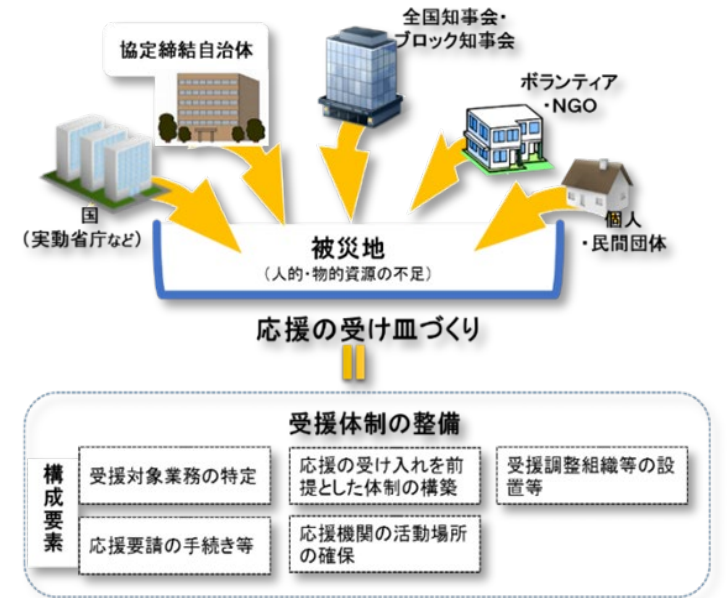 全国知事会・
ブロック知事会
協定締結自治体
ボランティア
・NGO
国
（実動省庁など）
個人
・民間団体
被災地
（人的・物的資源の不足）
応援の受け皿づくり
受援体制の整備
構成要素
受援対象業務の特定
応援の受け入れを前
提とした体制の構築
受援調整組織等の設
置等
応援要請の手続き等
応援機関の活動場所
の確保